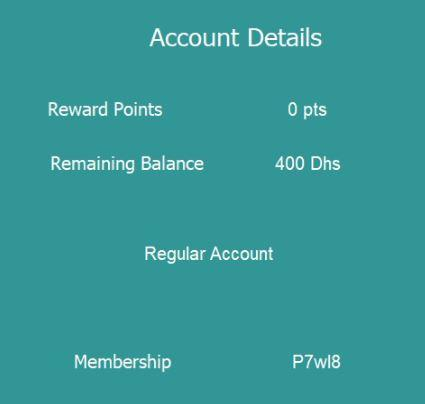 Account Details
Reward Points 0 pts
Remaining Balance 400 Dhs
Regular Account
Membership P7wl8